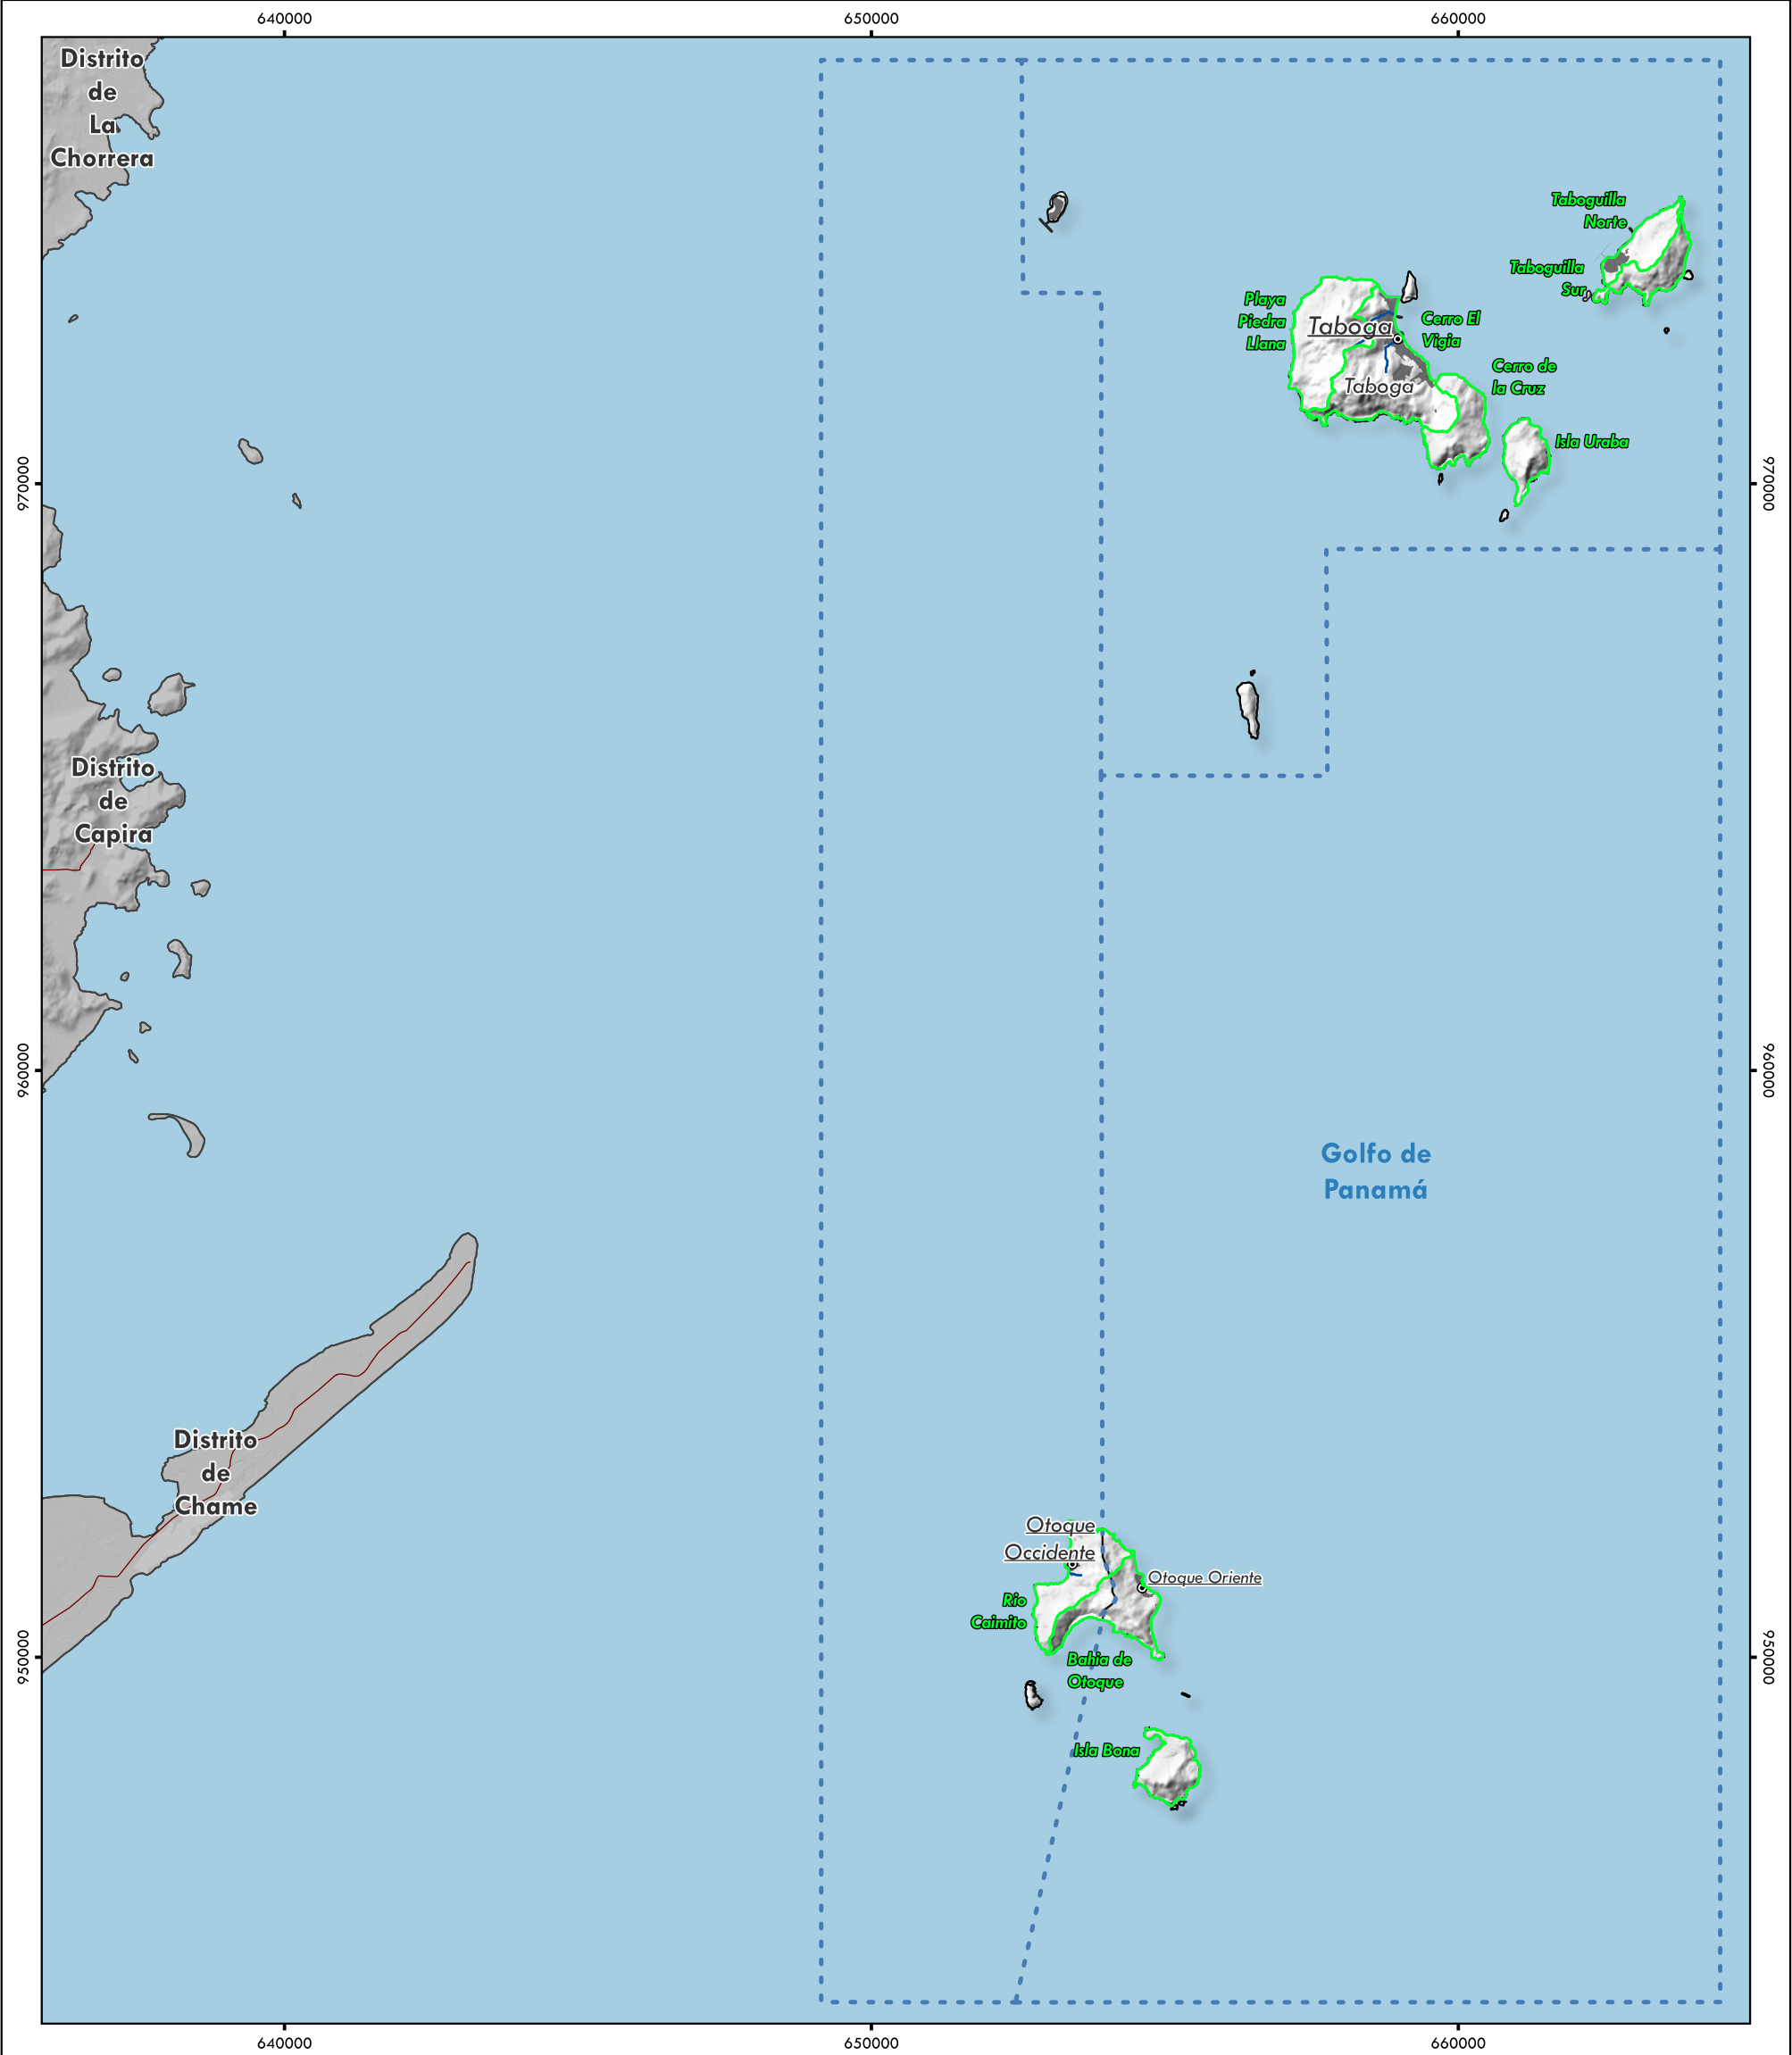 640000
650000
660000
Distrito
de
La
Chorrera
Taboguilla
Norte
Taboguilla
Sur
Playa
Piedra
Llana
Taboga
Cerro El
Vigia
Taboga
Cerro de
la Cruz
Isla Uraba
970000
970000
Distrito
de
Capira
960000
960000
Golfo de
Panamá
Distrito
de
Chame
Otoque
Occidente
Otoque Oriente
Rio
Caimito
Bahia de
Otoque
950000
950000
Isla Bona
640000
650000
660000